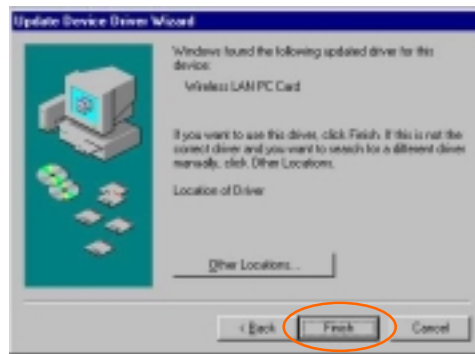 Update Device Driver Wizard
Windows found the following updated driver for this
device:
Wireless LAN PC Card
If you want to use this driver, click Finish. If this is not the
correct driver and you want to search for a different driver
manually, click Other Locations.
Location of Driver
Other Locations...
< Back
Finish
Cancel